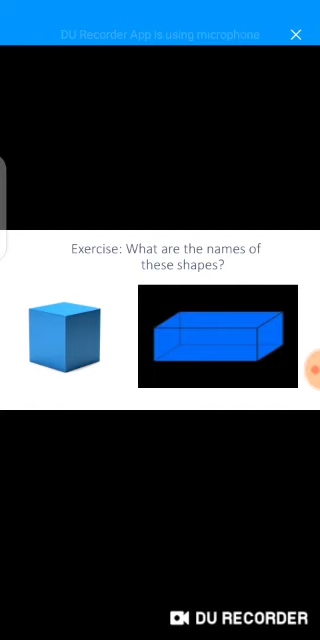 DU Recorder App is using microphone
Exercise: What are the names of
these shapes?
DU RECORDER